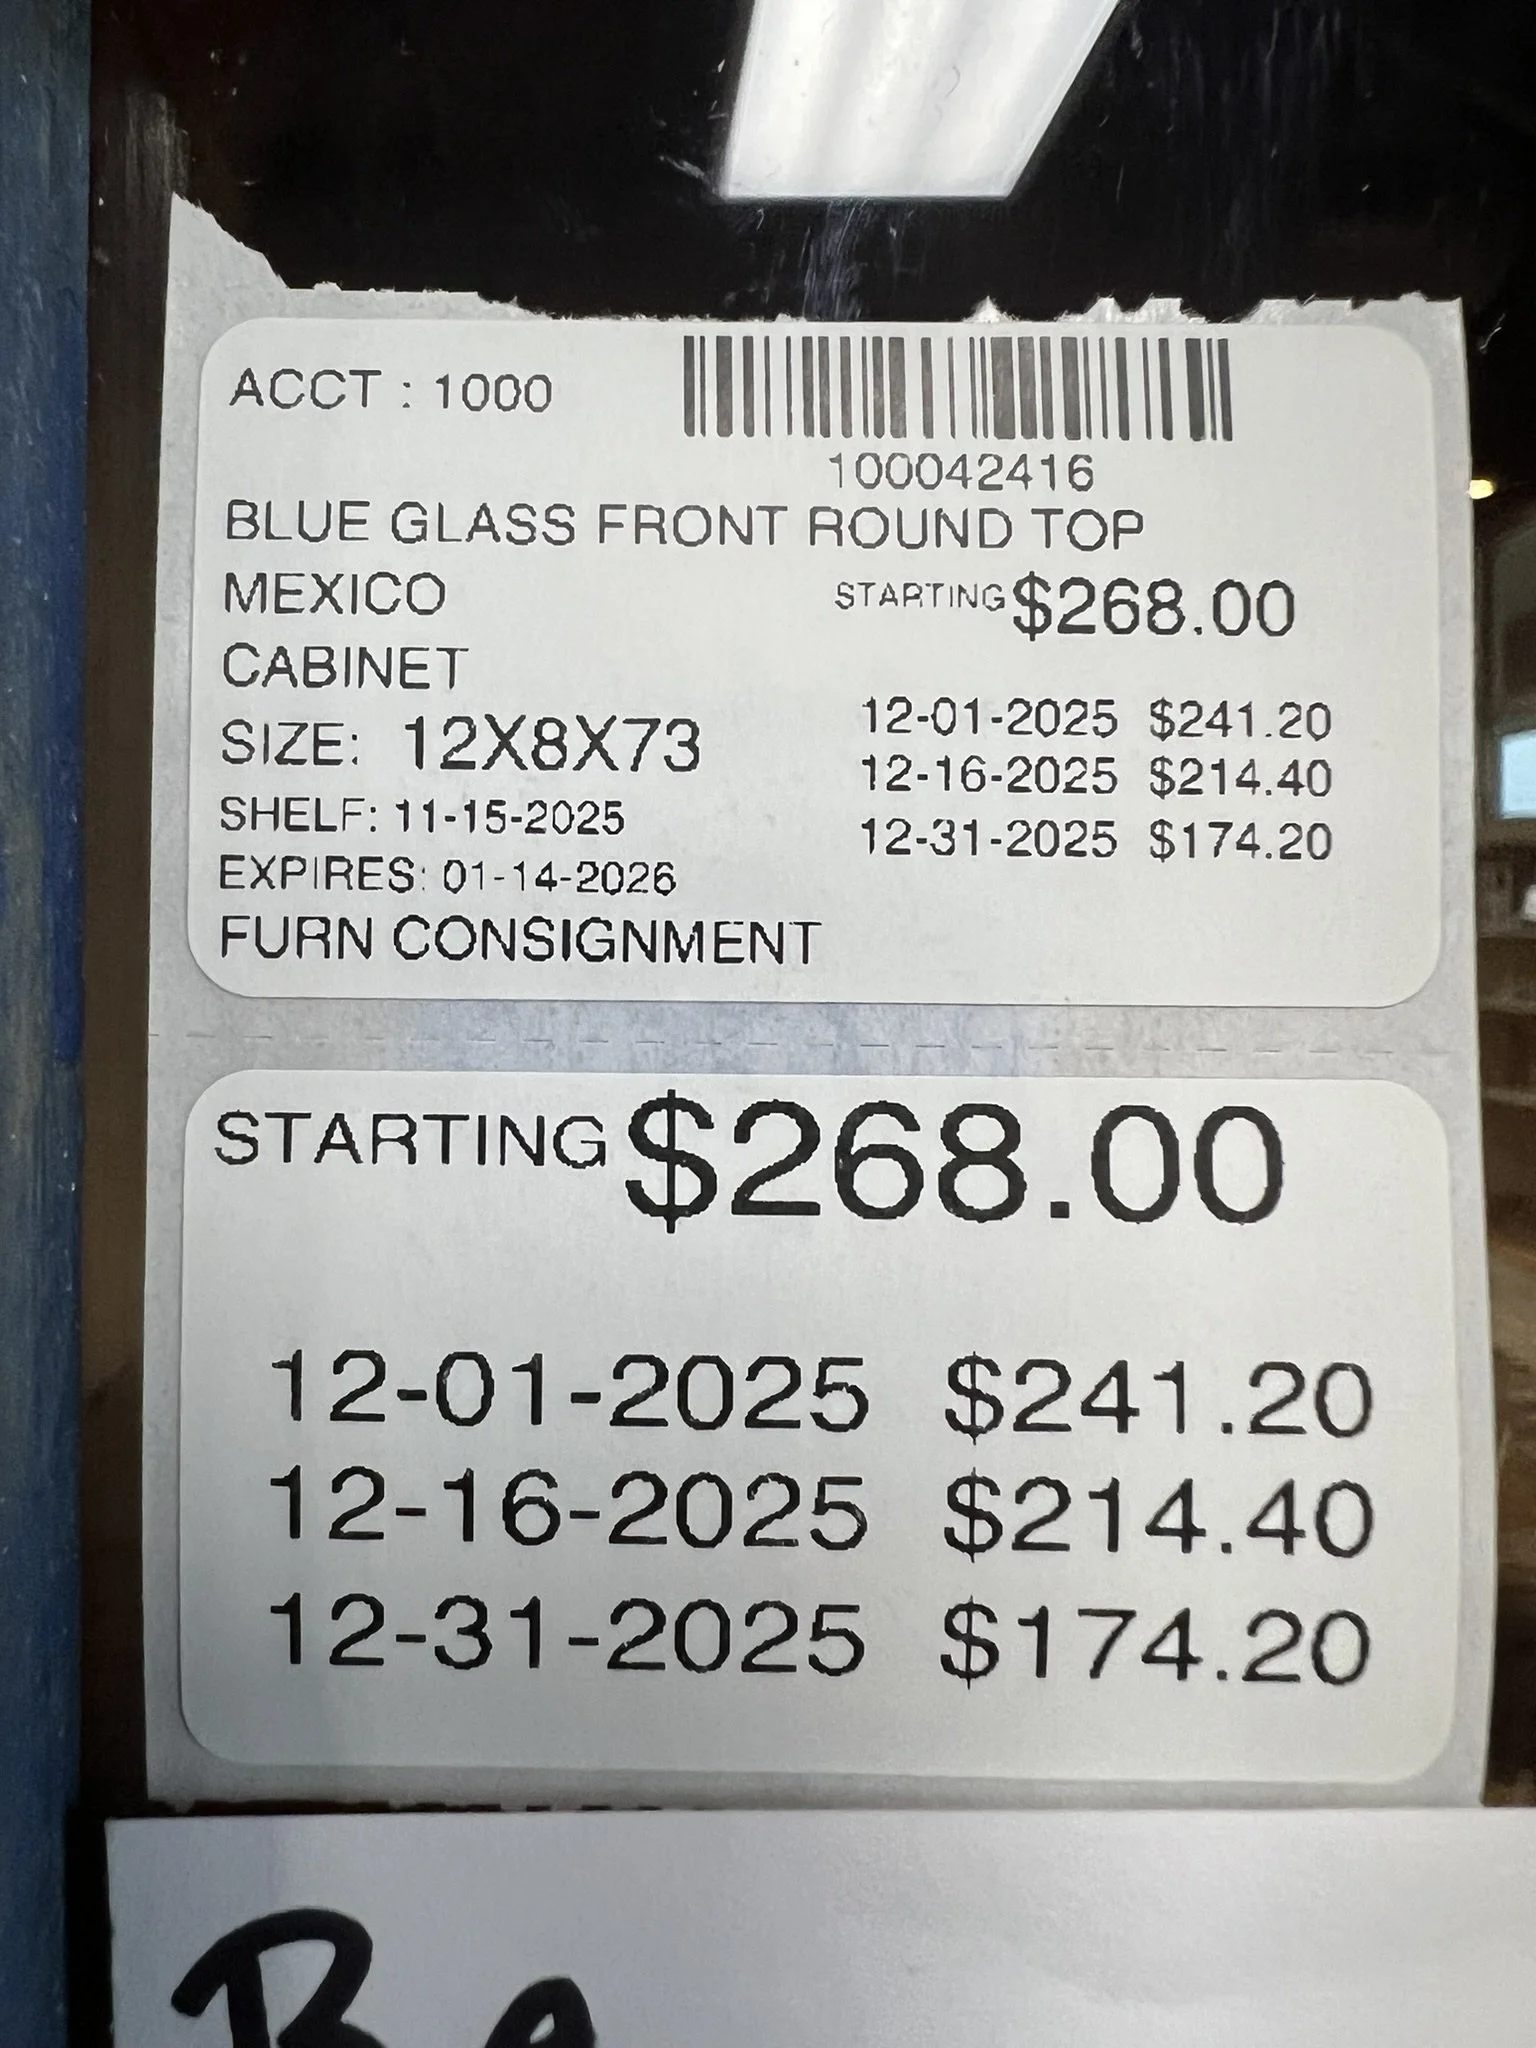 ACCT : 1000
100042416
BLUE GLASS FRONT ROUND TOP
MEXICO
STARTING $268.00
CABINET
SIZE: 12X8X73
12-01-2025 $241.20
12-16-2025 $214.40
SHELF: 11-15-2025
12-31-2025 $174.20
EXPIRES: 01-14-2026
FURN CONSIGNMENT
STARTING $268.00
12-01-2025 $241.20
12-16-2025 $214.40
12-31-2025 $174.20